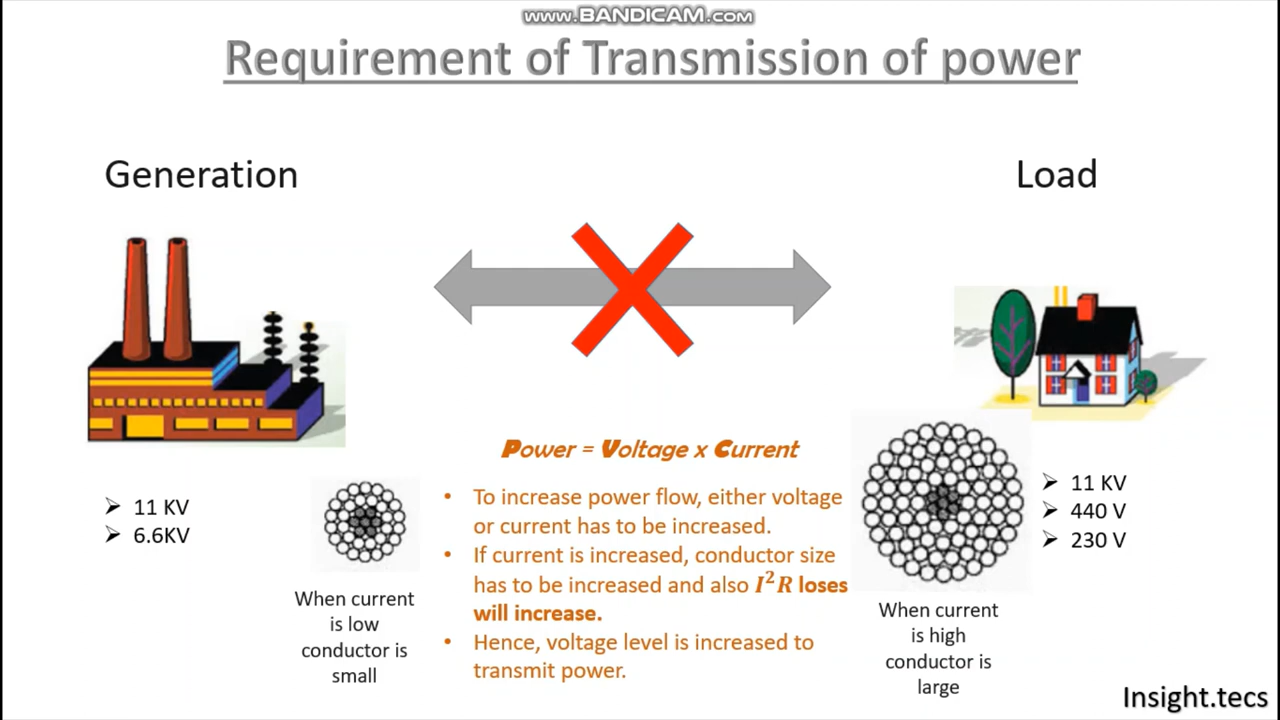 www.BANDICAM.com
Requirement of Transmission of power
Generation
Load
Power = Voltage x Current
➢ 11 KV
➢ 6.6KV
When current
is low
conductor is
small
• To increase power flow, either voltage
or current has to be increased.
• If current is increased, conductor size
has to be increased and also I²R loses
will increase.
• Hence, voltage level is increased to
transmit power.
➢ 11 KV
➢ 440 V
➢ 230 V
When current
is high
conductor is
large
Insight.tecs